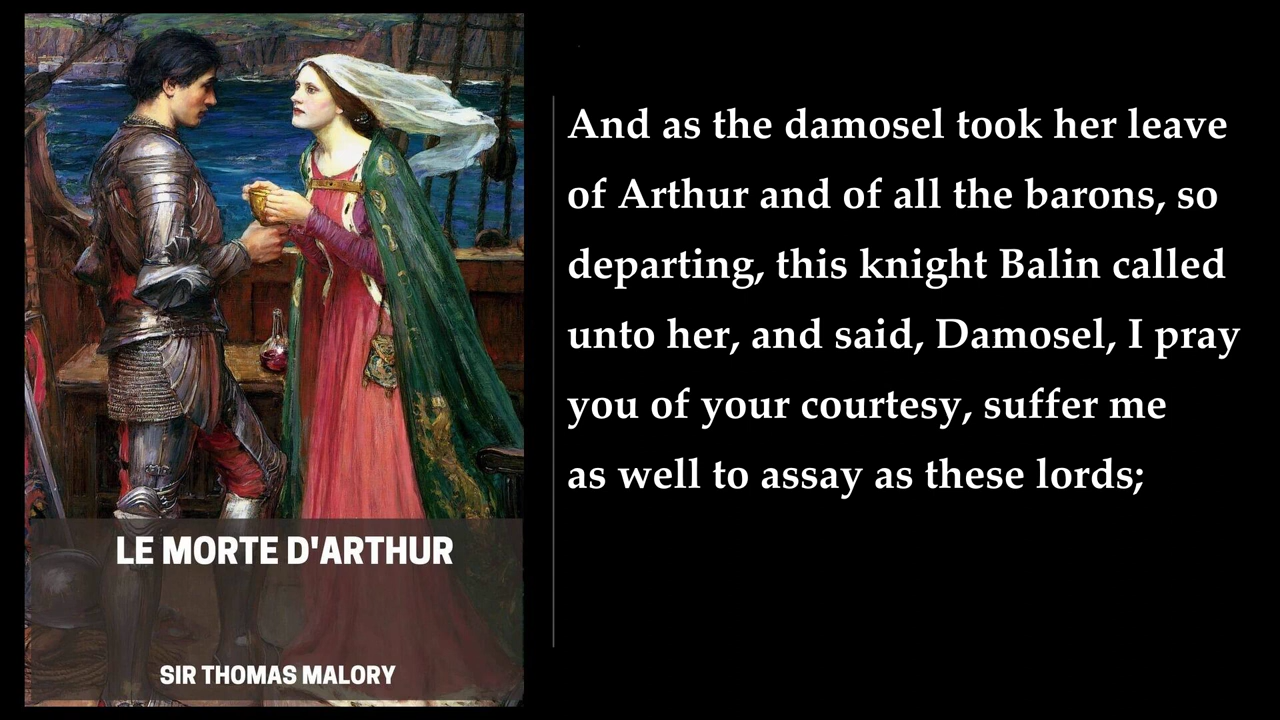 LE MORTE D'ARTHUR
SIR THOMAS MALORY
And as the damosel took her leave
of Arthur and of all the barons, so
departing, this knight Balin called
unto her, and said, Damosel, I pray
you of your courtesy, suffer me
as well to assay as these lords;